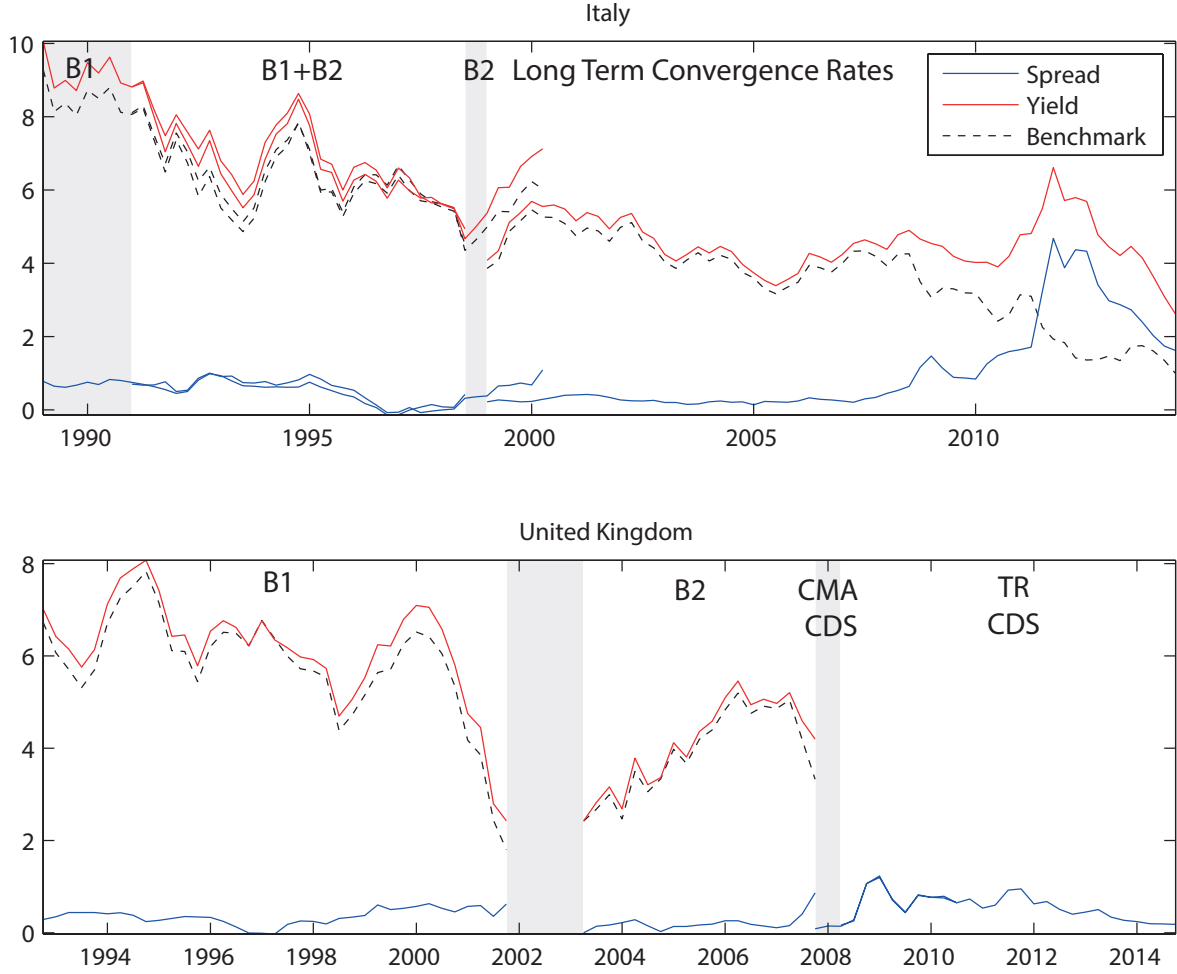 Italy
10
8
6
4
2
0
B1
B1+B2
B2
Long Term Convergence Rates
Spread
Yield
Benchmark
1990 1995 2000 2005 2010
United Kingdom
8
6
4
2
0
B1
B2
CMA
CDS
TR
CDS
1994 1996 1998 2000 2002 2004 2006 2008 2010 2012 2014